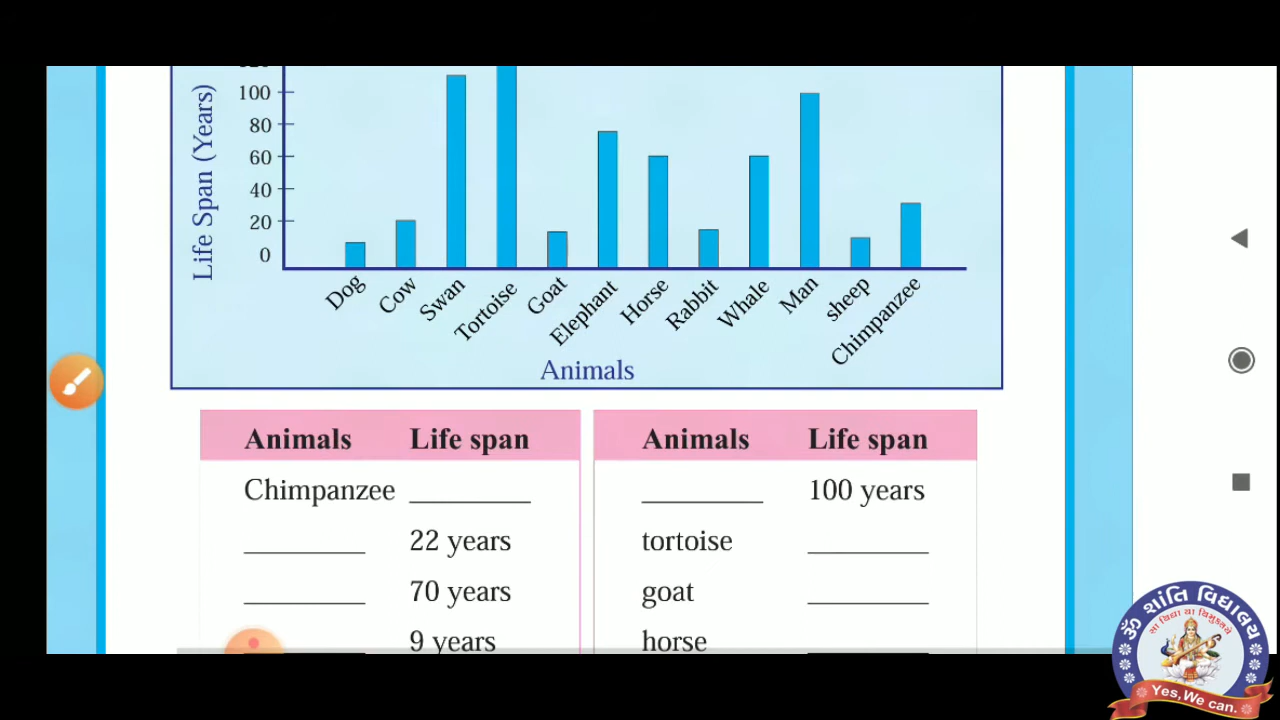 Life Span (Years)
100
80
60
40
20
0
Dog
Cow
Swan
Tortoise
Goat
Elephant
Horse
Rabbit
Whale
Man
sheep
Chimpanzee
Animals
Animals Life span
Chimpanzee
22 years
70 years
9 years
Animals Life span
100 years
tortoise
goat
horse
ૐ શાંતિ વિદ્યાલય
सा विद्या या विमुक्तये
Yes, We can.